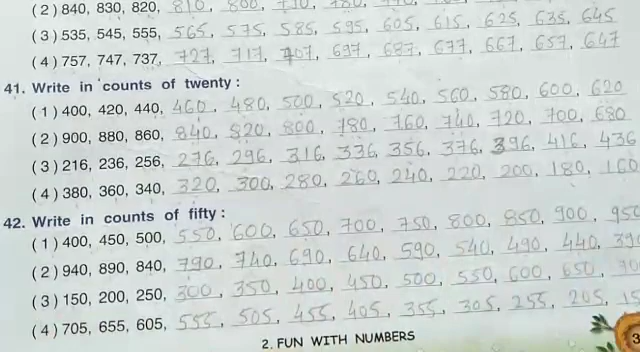 (2) 840, 830, 820, 810, 800,
(3) 535, 545, 555, 565, 575, 585, 595, 605, 615, 625, 635, 645
(4) 757, 747, 737, 727, 717, 707, 697, 687, 677, 667, 657, 647
41. Write in counts of twenty :
(1) 400, 420, 440, 460, 480, 500, 520, 540, 560, 580, 600, 620
(2) 900, 880, 860, 840, 820, 800, 780, 760, 740, 720, 700, 680
(3) 216, 236, 256, 276, 296, 316, 336, 356, 376, 396, 416, 436
(4) 380, 360, 340, 320, 300, 280, 260, 240, 220, 200, 180, 160
42. Write in counts of fifty :
(1) 400, 450, 500, 550, 600, 650, 700, 750, 800, 850, 900, 950
(2) 940, 890, 840, 790, 740, 690, 640, 590, 540, 490, 440, 390
(3) 150, 200, 250, 300, 350, 400, 450, 500, 550, 600, 650,
(4) 705, 655, 605, 555, 505, 455, 405, 355, 305, 255, 205,
2. FUN WITH NUMBERS